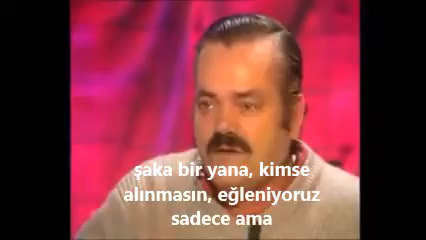 şaka bir yana, kimse
alınmasın, eğleniyoruz
sadece ama